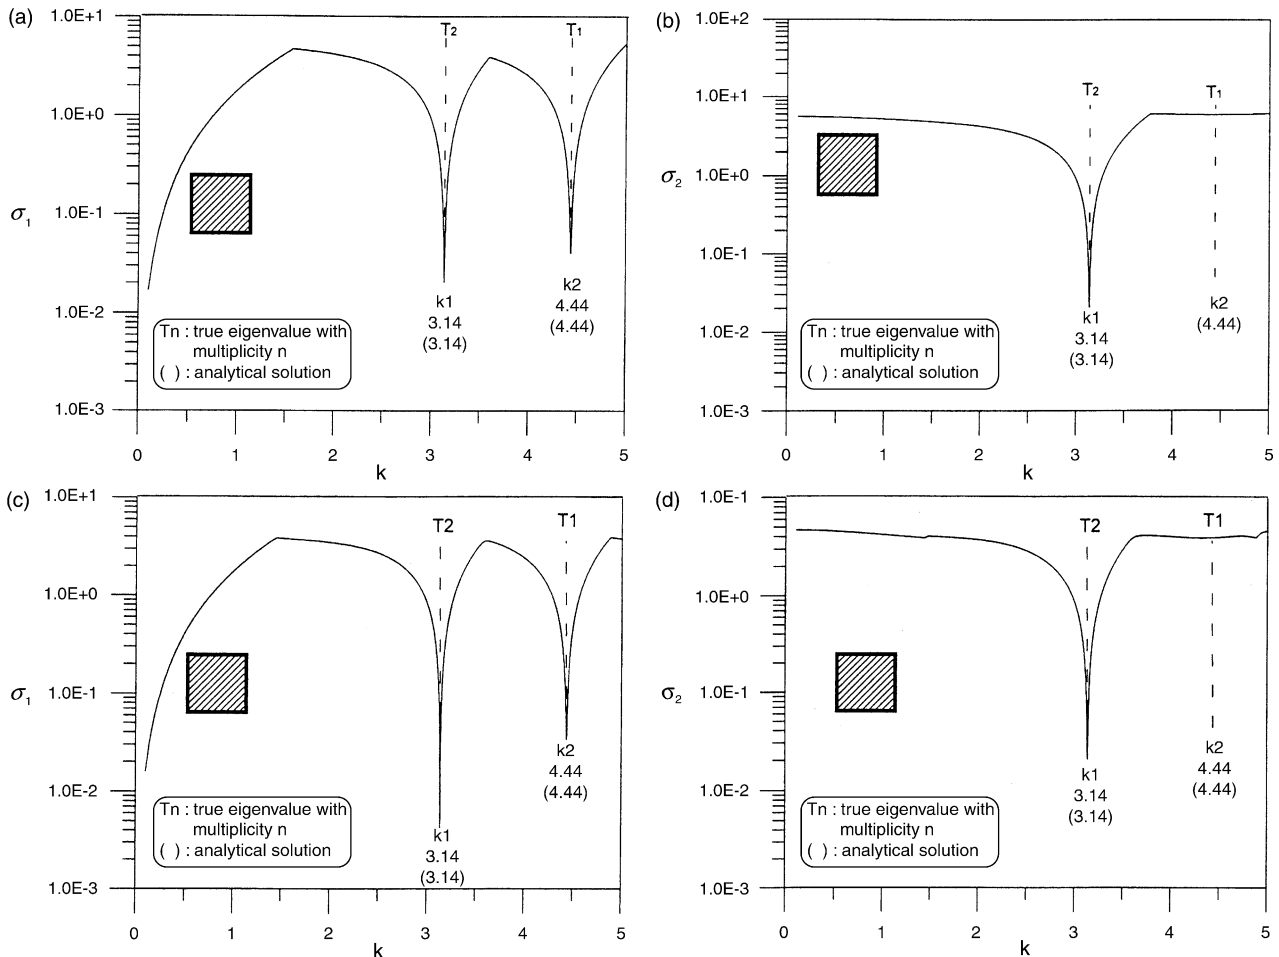 (a)
1.0E+1
1.0E+0
1.0E-1
1.0E-2
1.0E-3
σ1
T2
T1
k1
3.14
(3.14)
k2
4.44
(4.44)
Tn : true eigenvalue with
multiplicity n
( ) : analytical solution
0 1 2 3 4 5
k
(b)
1.0E+2
1.0E+1
1.0E+0
1.0E-1
1.0E-2
1.0E-3
σ2
T2
T1
k1
3.14
(3.14)
k2
(4.44)
Tn : true eigenvalue with
multiplicity n
( ) : analytical solution
0 1 2 3 4 5
k
(c)
1.0E+1
1.0E+0
1.0E-1
1.0E-2
1.0E-3
σ1
T2
T1
k1
3.14
(3.14)
k2
4.44
(4.44)
Tn : true eigenvalue with
multiplicity n
( ) : analytical solution
0 1 2 3 4 5
k
(d)
1.0E-1
1.0E+0
1.0E-1
1.0E-2
1.0E-3
σ2
T2
T1
k1
3.14
(3.14)
k2
4.44
(4.44)
Tn : true eigenvalue with
multiplicity n
( ) : analytical solution
0 1 2 3 4 5
k